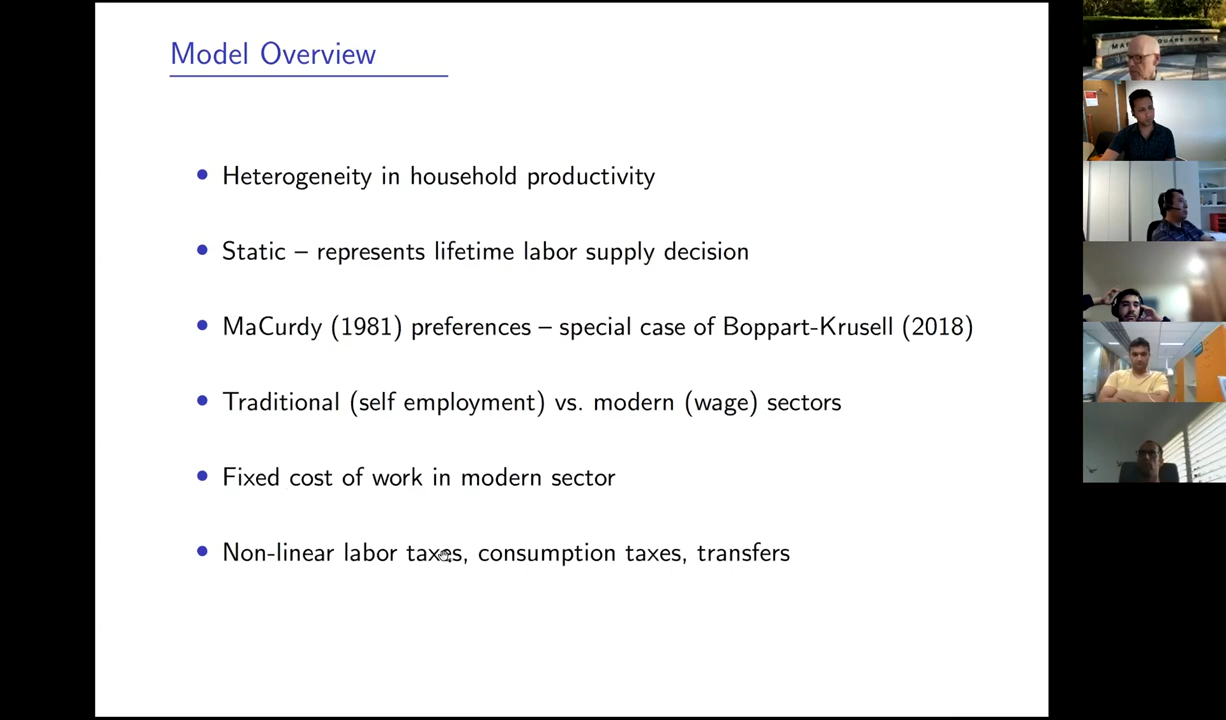 Model Overview
• Heterogeneity in household productivity
• Static – represents lifetime labor supply decision
• MaCurdy (1981) preferences – special case of Boppart-Krusell (2018)
• Traditional (self employment) vs. modern (wage) sectors
• Fixed cost of work in modern sector
• Non-linear labor taxes, consumption taxes, transfers